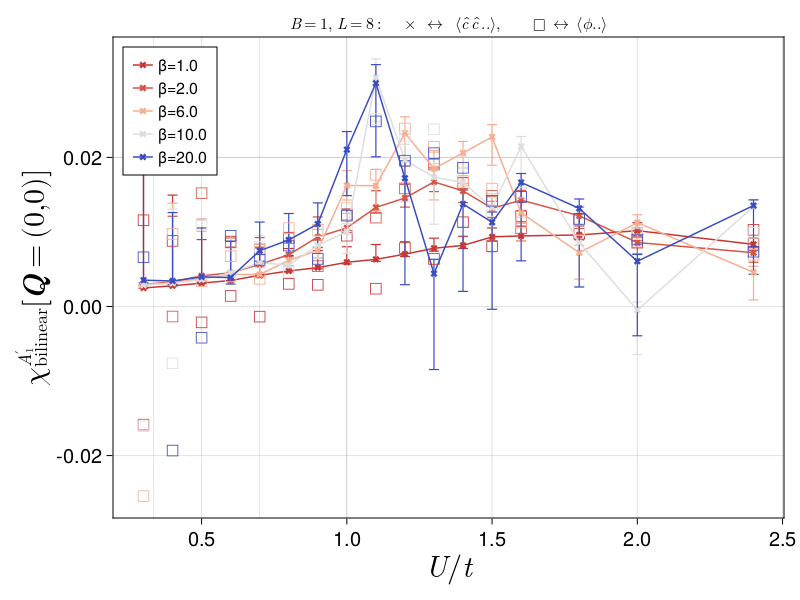 B = 1, L = 8 :   × ↔ ⟨ĉ ĉ ..⟩,   □ ↔ ⟨ϕ..⟩
β=1.0
β=2.0
β=6.0
β=10.0
β=20.0
0.02
0.00
-0.02
χ^{A′₁}_{bilinear}[Q = (0,0)]
0.5 1.0 1.5 2.0 2.5
U/t